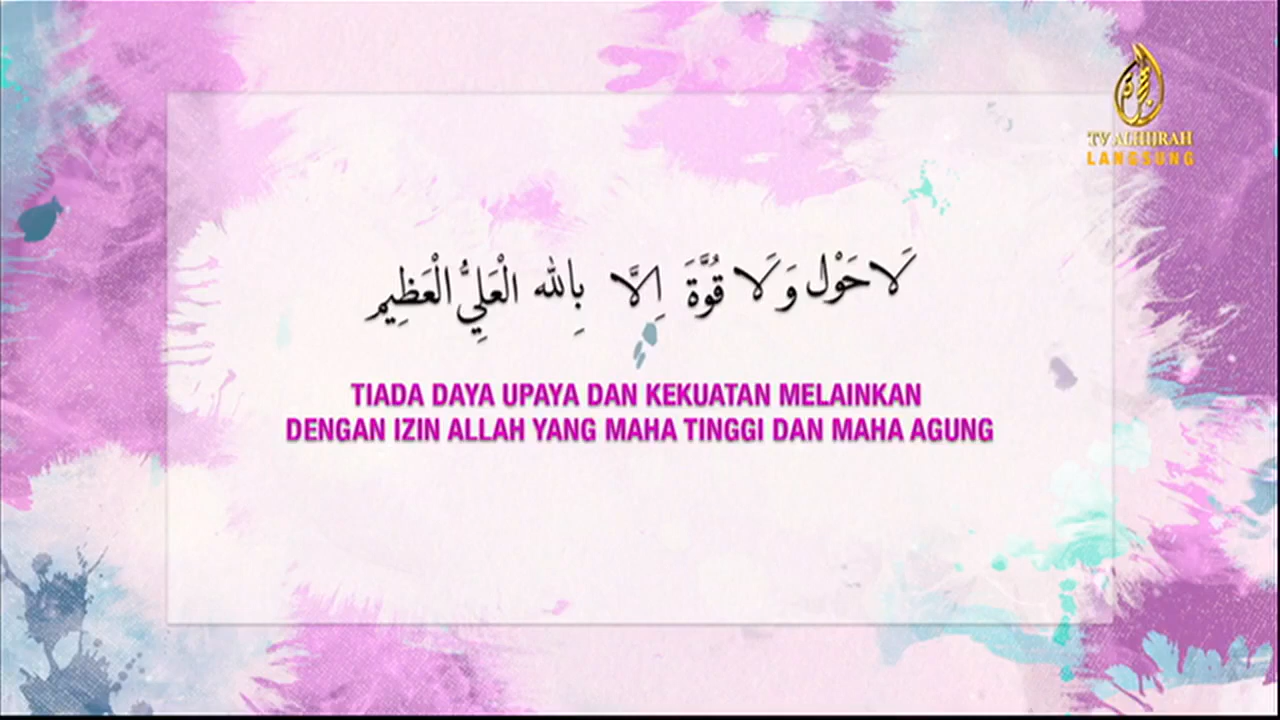 TV ALHIJRAH
LANGSUNG
لَا حَوْل وَلَا قُوَّةَ اِلَّا بِالله الْعَلِيُّ الْعَظِيم
TIADA DAYA UPAYA DAN KEKUATAN MELAINKAN
DENGAN IZIN ALLAH YANG MAHA TINGGI DAN MAHA AGUNG